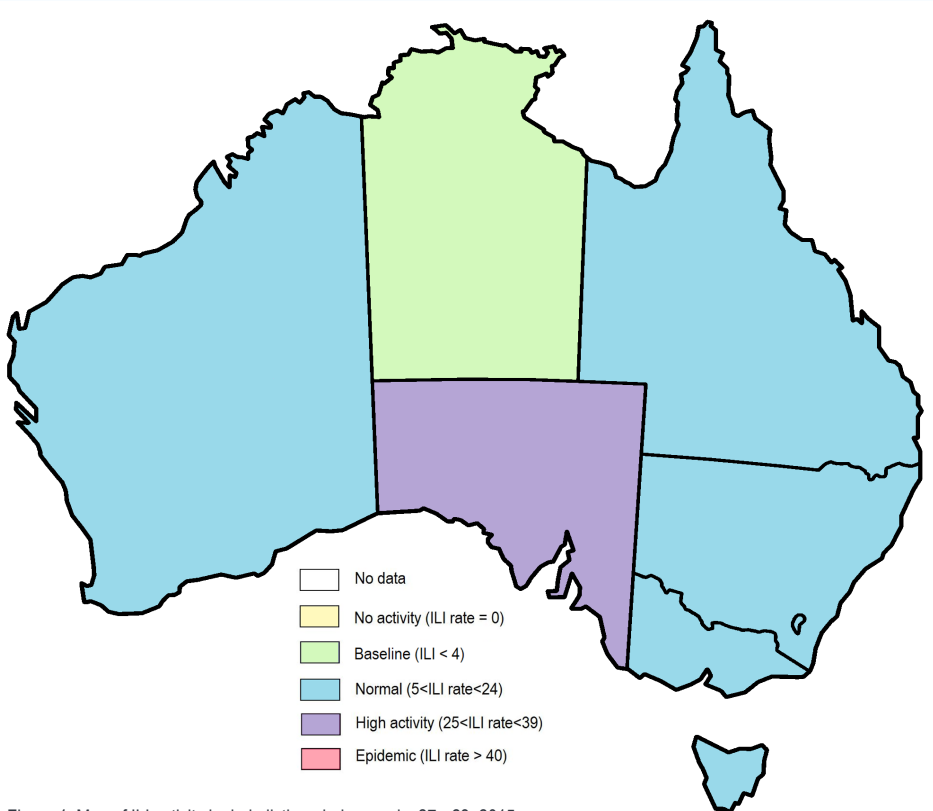 No data
No activity (ILI rate = 0)
Baseline (ILI < 4)
Normal (5<ILI rate<24)
High activity (25<ILI rate<39)
Epidemic (ILI rate > 40)